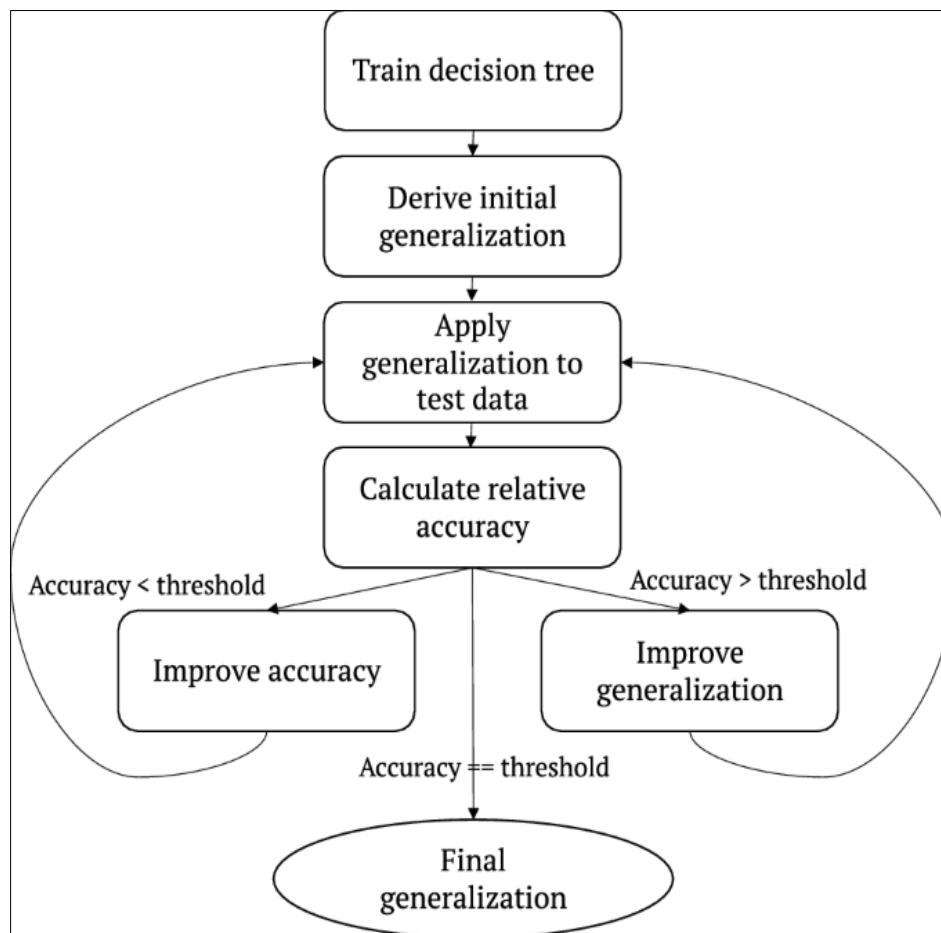 Train decision tree
Derive initial
generalization
Apply
generalization to
test data
Calculate relative
accuracy
Accuracy < threshold
Accuracy > threshold
Improve accuracy
Improve
generalization
Accuracy == threshold
Final
generalization